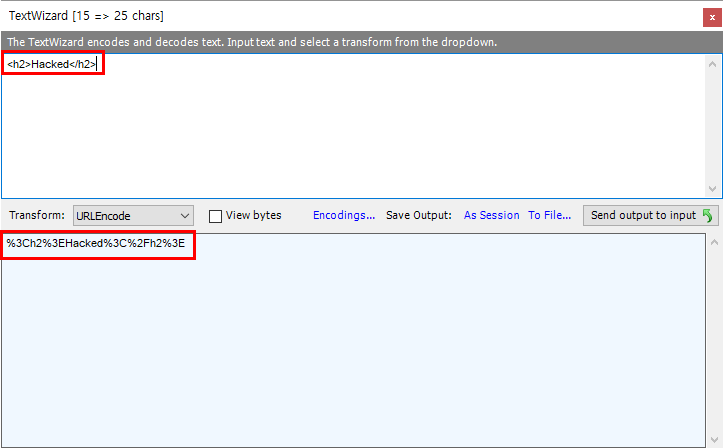 TextWizard [15 => 25 chars]
x
The TextWizard encodes and decodes text. Input text and select a transform from the dropdown.
<h2>Hacked</h2>
Transform: URLEncode View bytes Encodings... Save Output: As Session To File... Send output to input
%3Ch2%3EHacked%3C%2Fh2%3E